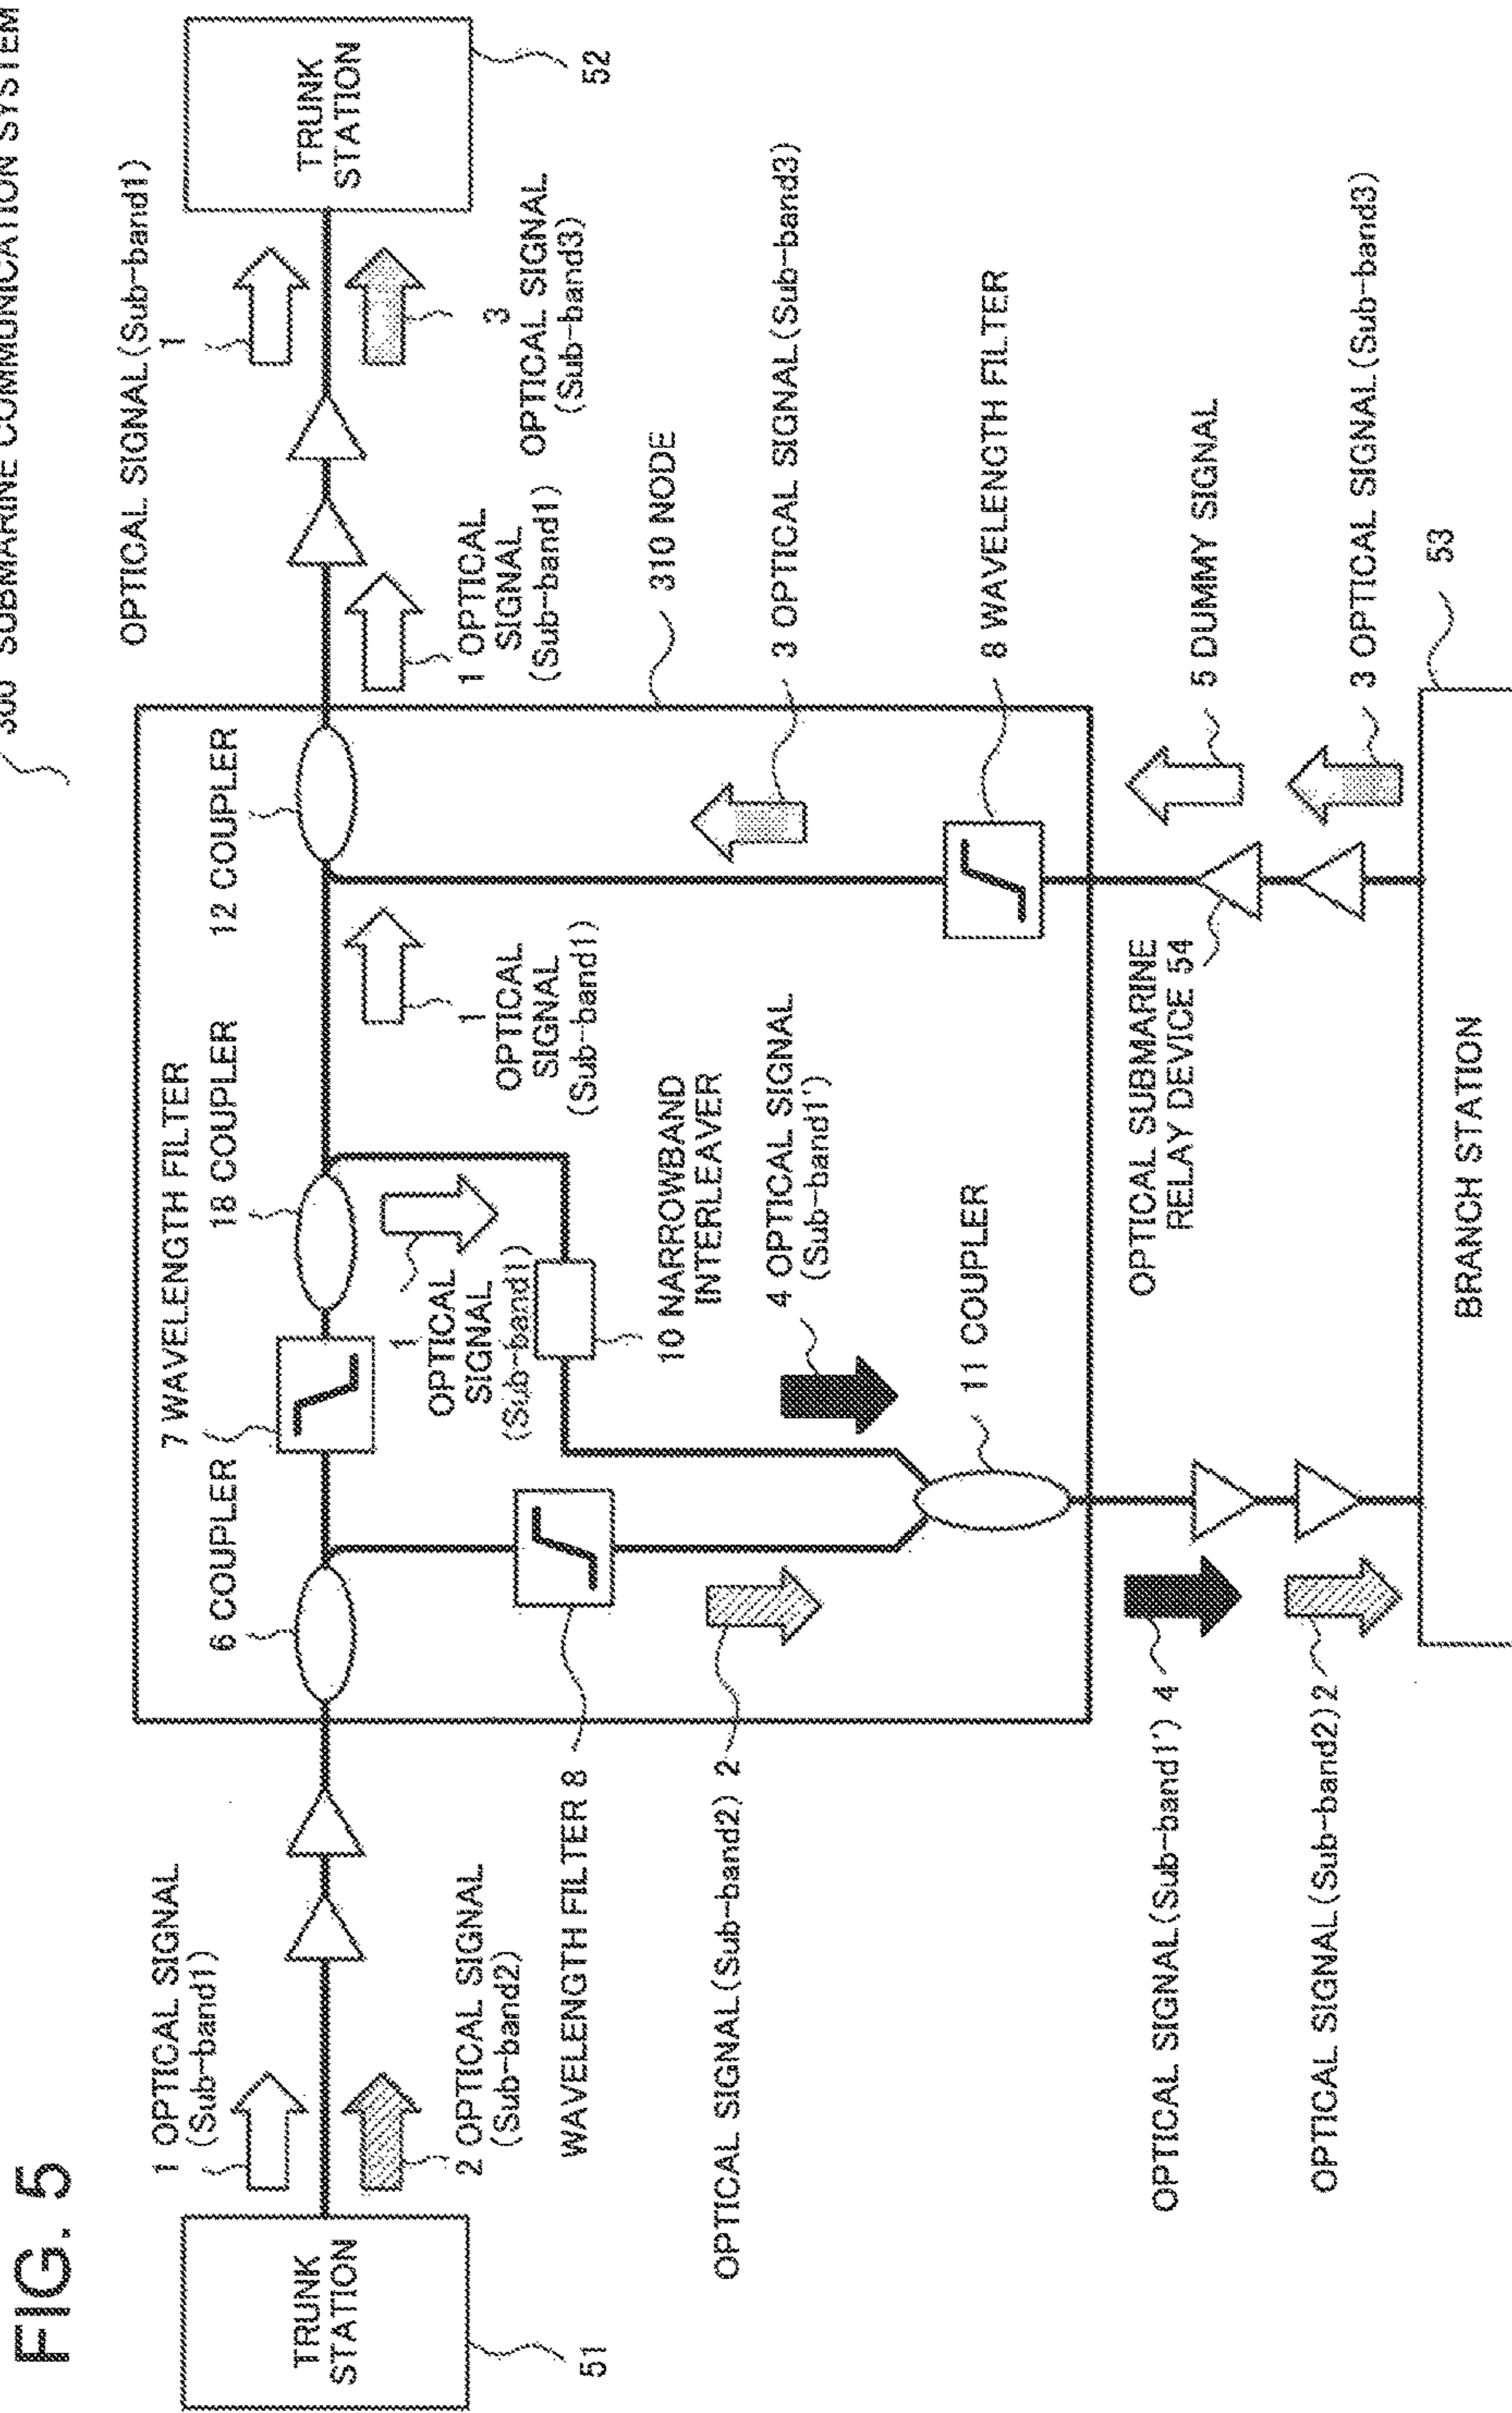 FIG. 5
300 SUBMARINE COMMUNICATION SYSTEM
1 OPTICAL SIGNAL
(Sub-band1)
2 OPTICAL SIGNAL
(Sub-band2)
TRUNK
STATION
51
6 COUPLER
7 WAVELENGTH FILTER
18 COUPLER
12 COUPLER
OPTICAL SIGNAL(Sub-band1)
1
TRUNK
STATION
52
3
OPTICAL SIGNAL
(Sub-band3)
1 OPTICAL
SIGNAL
(Sub-band1)
1
OPTICAL
SIGNAL
(Sub-band1)
1
OPTICAL
SIGNAL
(Sub-band1)
310 NODE
WAVELENGTH FILTER 8
10 NARROWBAND
INTERLEAVER
OPTICAL SIGNAL(Sub-band2) 2
4 OPTICAL SIGNAL
(Sub-band1')
3 OPTICAL SIGNAL(Sub-band3)
11 COUPLER
8 WAVELENGTH FILTER
OPTICAL SIGNAL(Sub-band1') 4
OPTICAL SUBMARINE
RELAY DEVICE 54
5 DUMMY SIGNAL
OPTICAL SIGNAL(Sub-band2)2
3 OPTICAL SIGNAL(Sub-band3)
53
BRANCH STATION